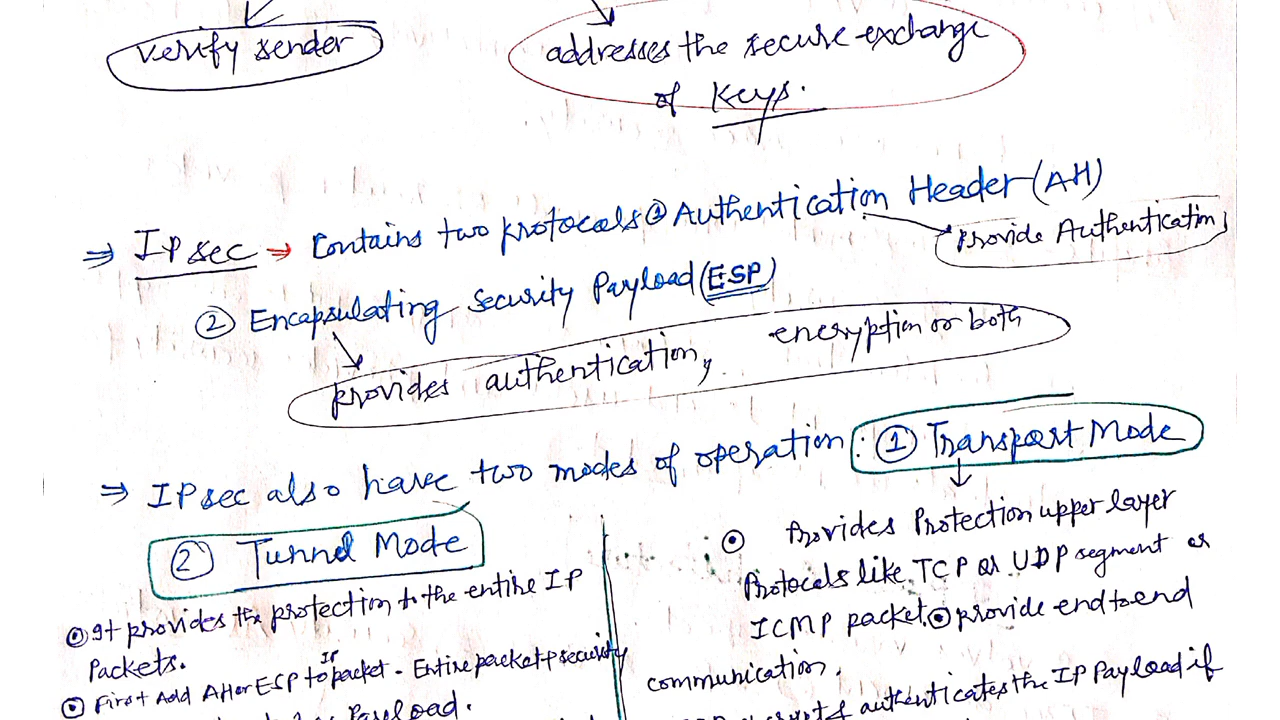 verify sender
addresses the secure exchange
of Keys.
⇒ IPsec → Contains two protocols ① Authentication Header (AH)
provide Authentication
② Encapsulating Security Payload (ESP)
provides authentication, encryption or both
⇒ IPsec also have two modes of operation: ① Transport Mode
② Tunnel Mode
⊙ It provides the protection to the entire IP
Packets.
⊙ First Add AH or ESP to IP packet - Entire packet + security
Payload.
⊙ Provides Protection upper layer
Protocols like TCP or UDP segment or
ICMP packet. ⊙ provide end to end
communication.
authenticates the IP Payload if